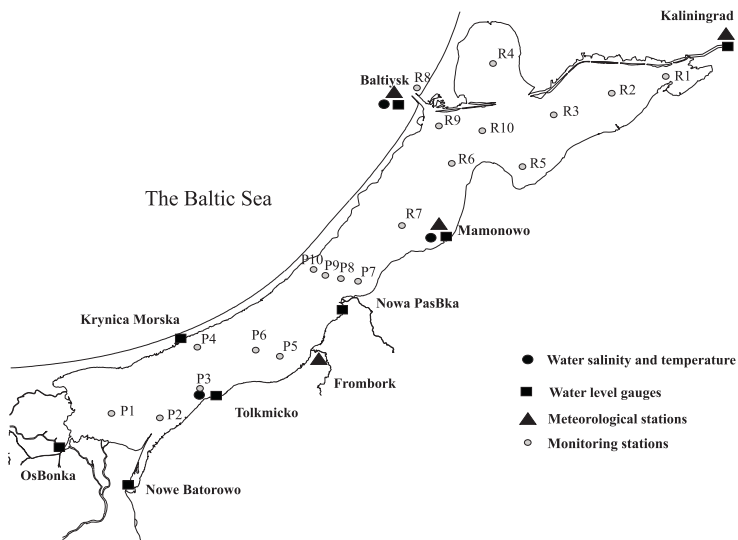 Kaliningrad
R4
R8
Baltiysk
R1
R2
R3
R9
R10
R6
R5
The Baltic Sea
R7
Mamonowo
P10
P9
P8
P7
Nowa PasBka
Krynica Morska
P4
P6
P5
Water salinity and temperature
P3
Frombork
Water level gauges
P1
P2
Tolkmicko
Meteorological stations
Monitoring stations
OsBonka
Nowe Batorowo